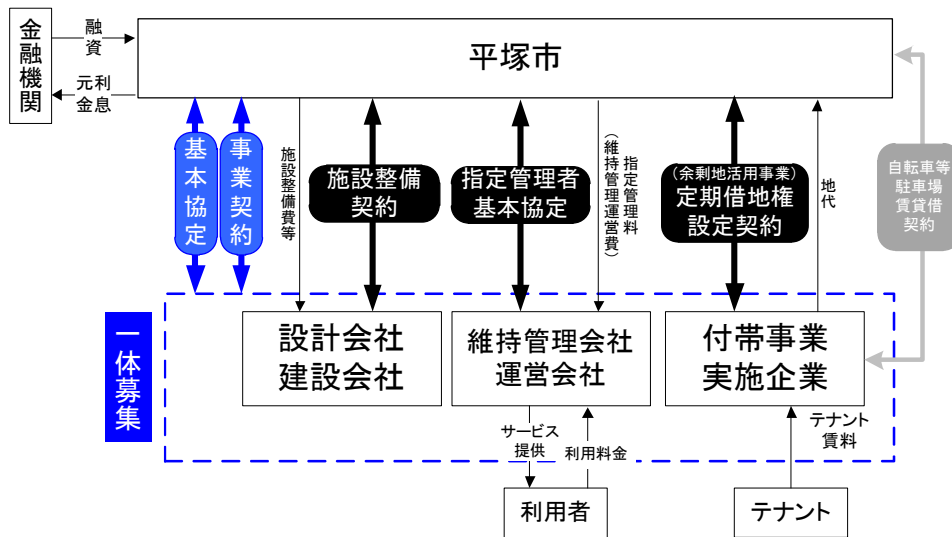 金融機関
融資
元利
金息
平塚市
基本協定
事業契約
施設整備費等
施設整備
契約
指定管理者
基本協定
指定管理料
（維持管理運営費）
（余剰地活用事業）
定期借地権
設定契約
地代
自転車等
駐車場
賃貸借
契約
一体募集
設計会社
建設会社
維持管理会社
運営会社
付帯事業
実施企業
サービス
提供
利用料金
テナント
賃料
利用者
テナント